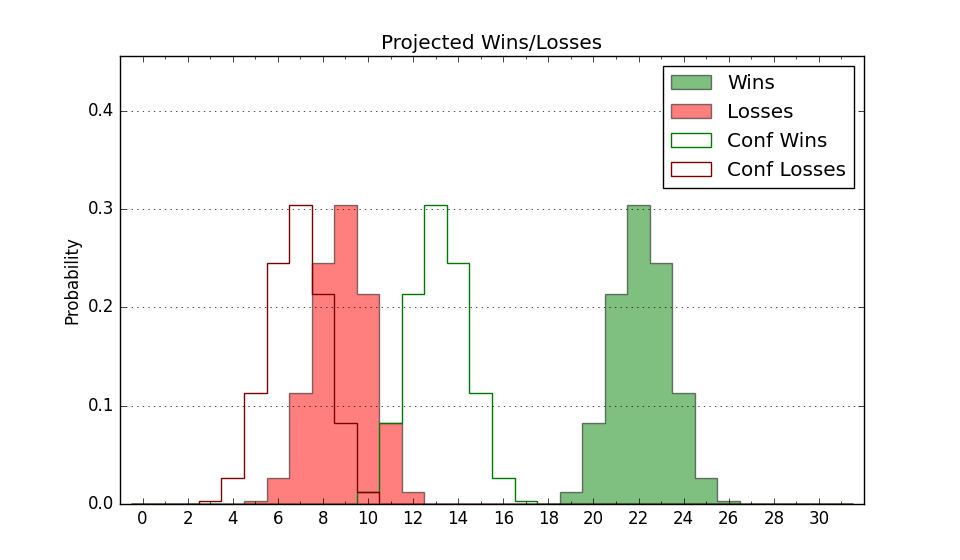 Projected Wins/Losses
Wins
Losses
Conf Wins
Conf Losses
Probability
0.4
0.3
0.2
0.1
0.0
0 2 4 6 8 10 12 14 16 18 20 22 24 26 28 30